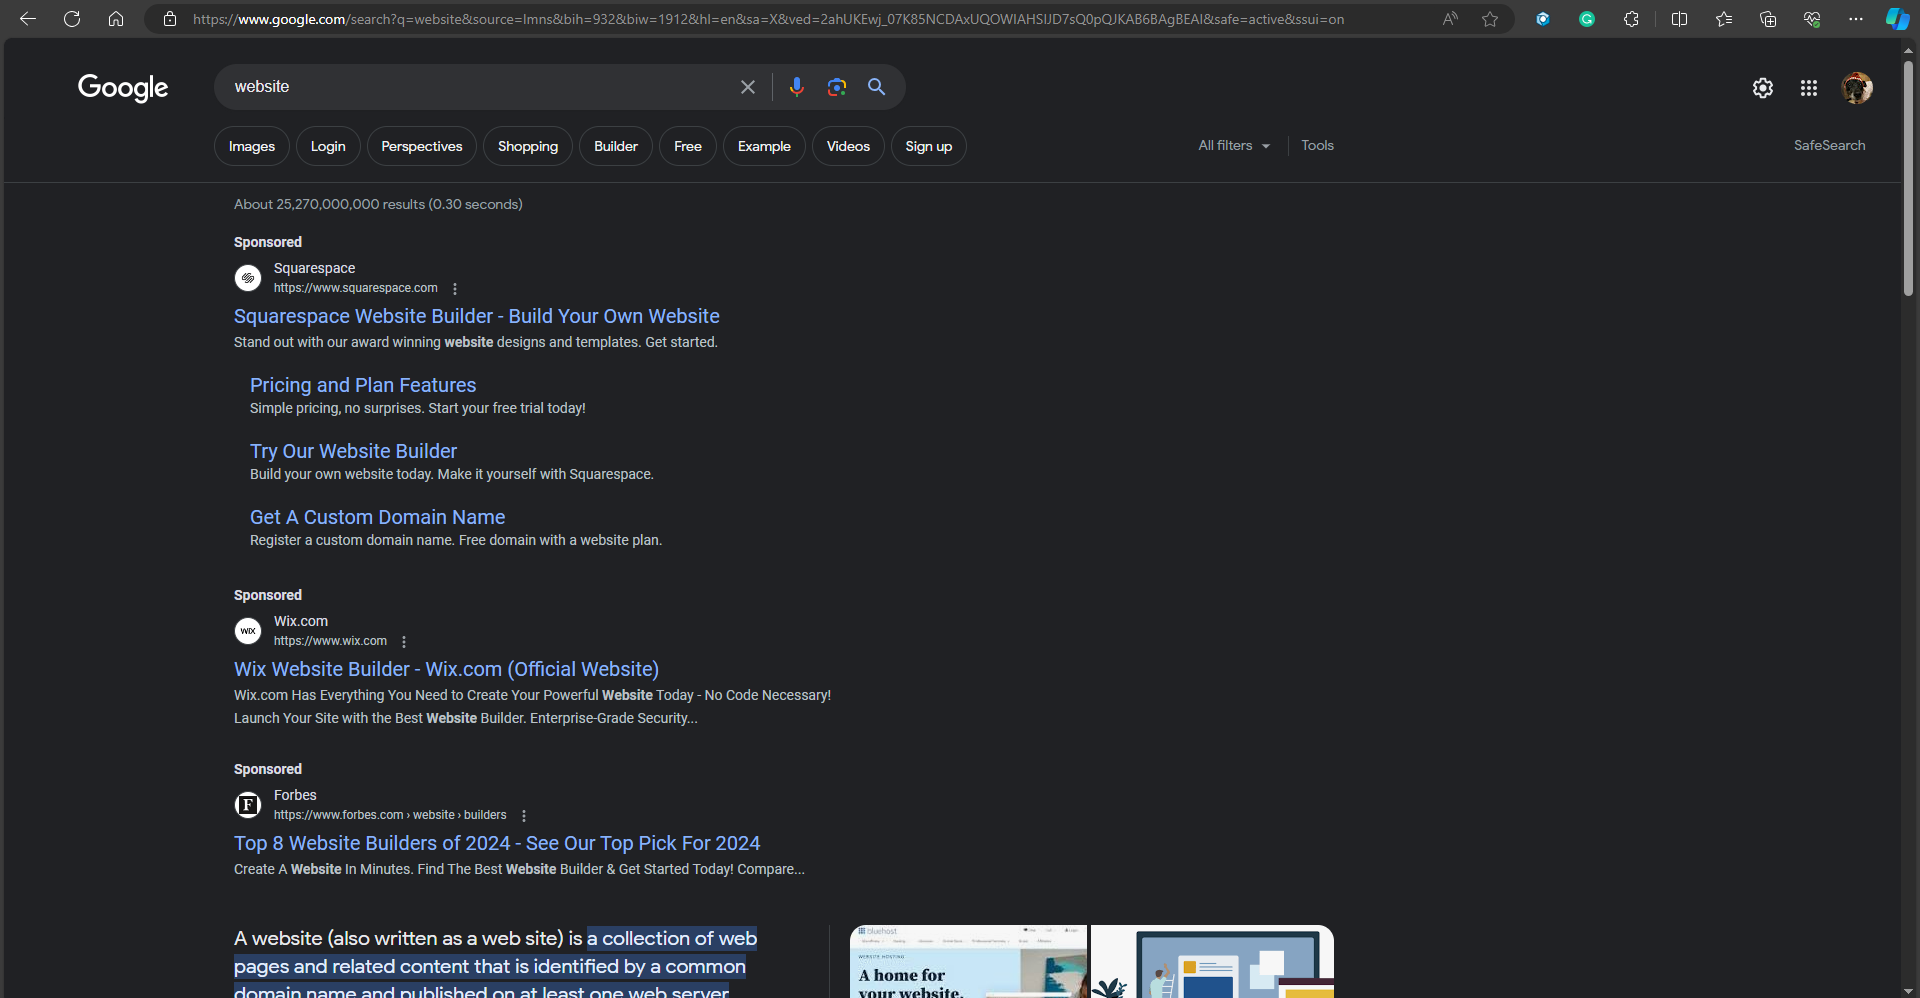 https://www.google.com/search?q=website&source=lmns&bih=932&biw=1912&hl=en&sa=X&ved=2ahUKEwj_07K85NCDAxUQOWIAHSIJD7sQ0pQJKAB6BAgBEAI&safe=active&ssui=on
Google
website
Images Login Perspectives Shopping Builder Free Example Videos Sign up
All filters Tools
SafeSearch
About 25,270,000,000 results (0.30 seconds)
Sponsored
Squarespace
https://www.squarespace.com
Squarespace Website Builder - Build Your Own Website
Stand out with our award winning website designs and templates. Get started.
Pricing and Plan Features
Simple pricing, no surprises. Start your free trial today!
Try Our Website Builder
Build your own website today. Make it yourself with Squarespace.
Get A Custom Domain Name
Register a custom domain name. Free domain with a website plan.
Sponsored
WIX
Wix.com
https://www.wix.com
Wix Website Builder - Wix.com (Official Website)
Wix.com Has Everything You Need to Create Your Powerful Website Today - No Code Necessary!
Launch Your Site with the Best Website Builder. Enterprise-Grade Security...
Sponsored
F
Forbes
https://www.forbes.com › website › builders
Top 8 Website Builders of 2024 - See Our Top Pick For 2024
Create A Website In Minutes. Find The Best Website Builder & Get Started Today! Compare...
A website (also written as a web site) is a collection of web
pages and related content that is identified by a common
domain name and published on at least one web server
bluehost
WEBSITE HOSTING
A home for
your website.